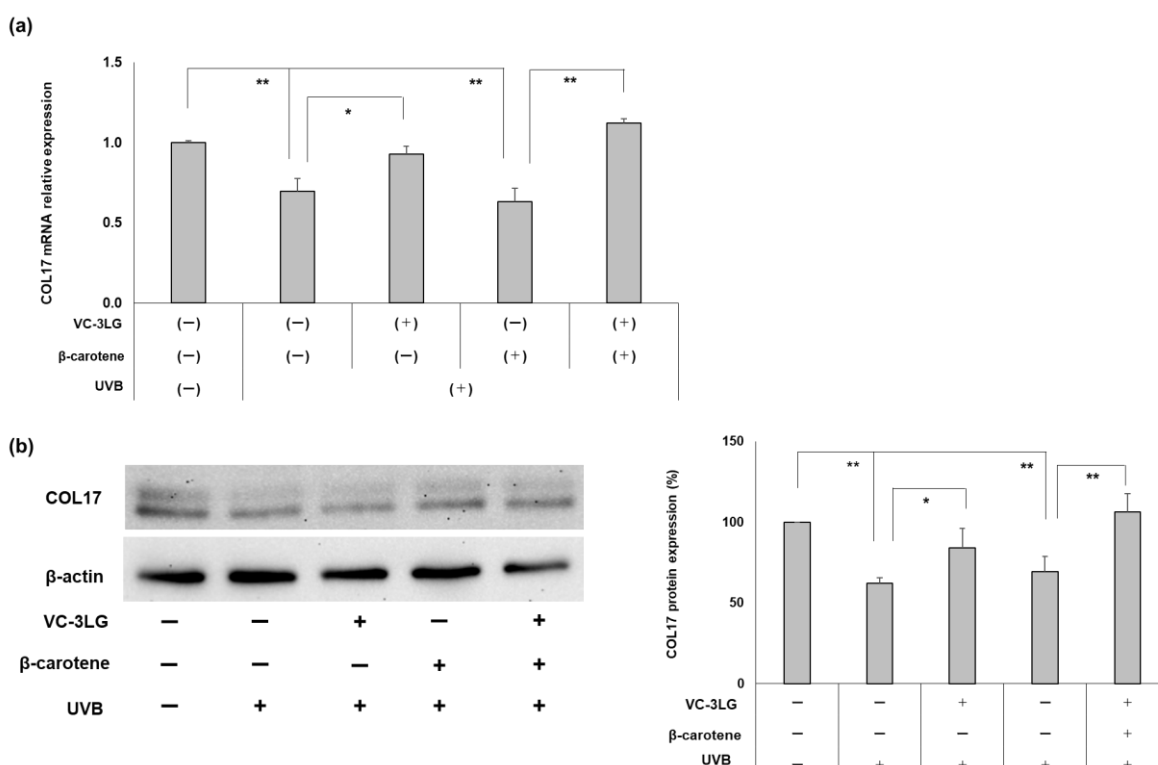 (a)
1.5
**
**
**
*
1.0
0.5
0.0
COL17 mRNA relative expression
VC-3LG (−) (−) (+) (−) (+)
β-carotene (−) (−) (−) (+) (+)
UVB (−) (+)
(b)
COL17
β-actin
VC-3LG − − + − +
β-carotene − − − + +
UVB − + + + +
150
**
**
**
*
100
50
0
COL17 protein expression (%)
VC-3LG − − + − +
β-carotene − − − − +
UVB − + + + +